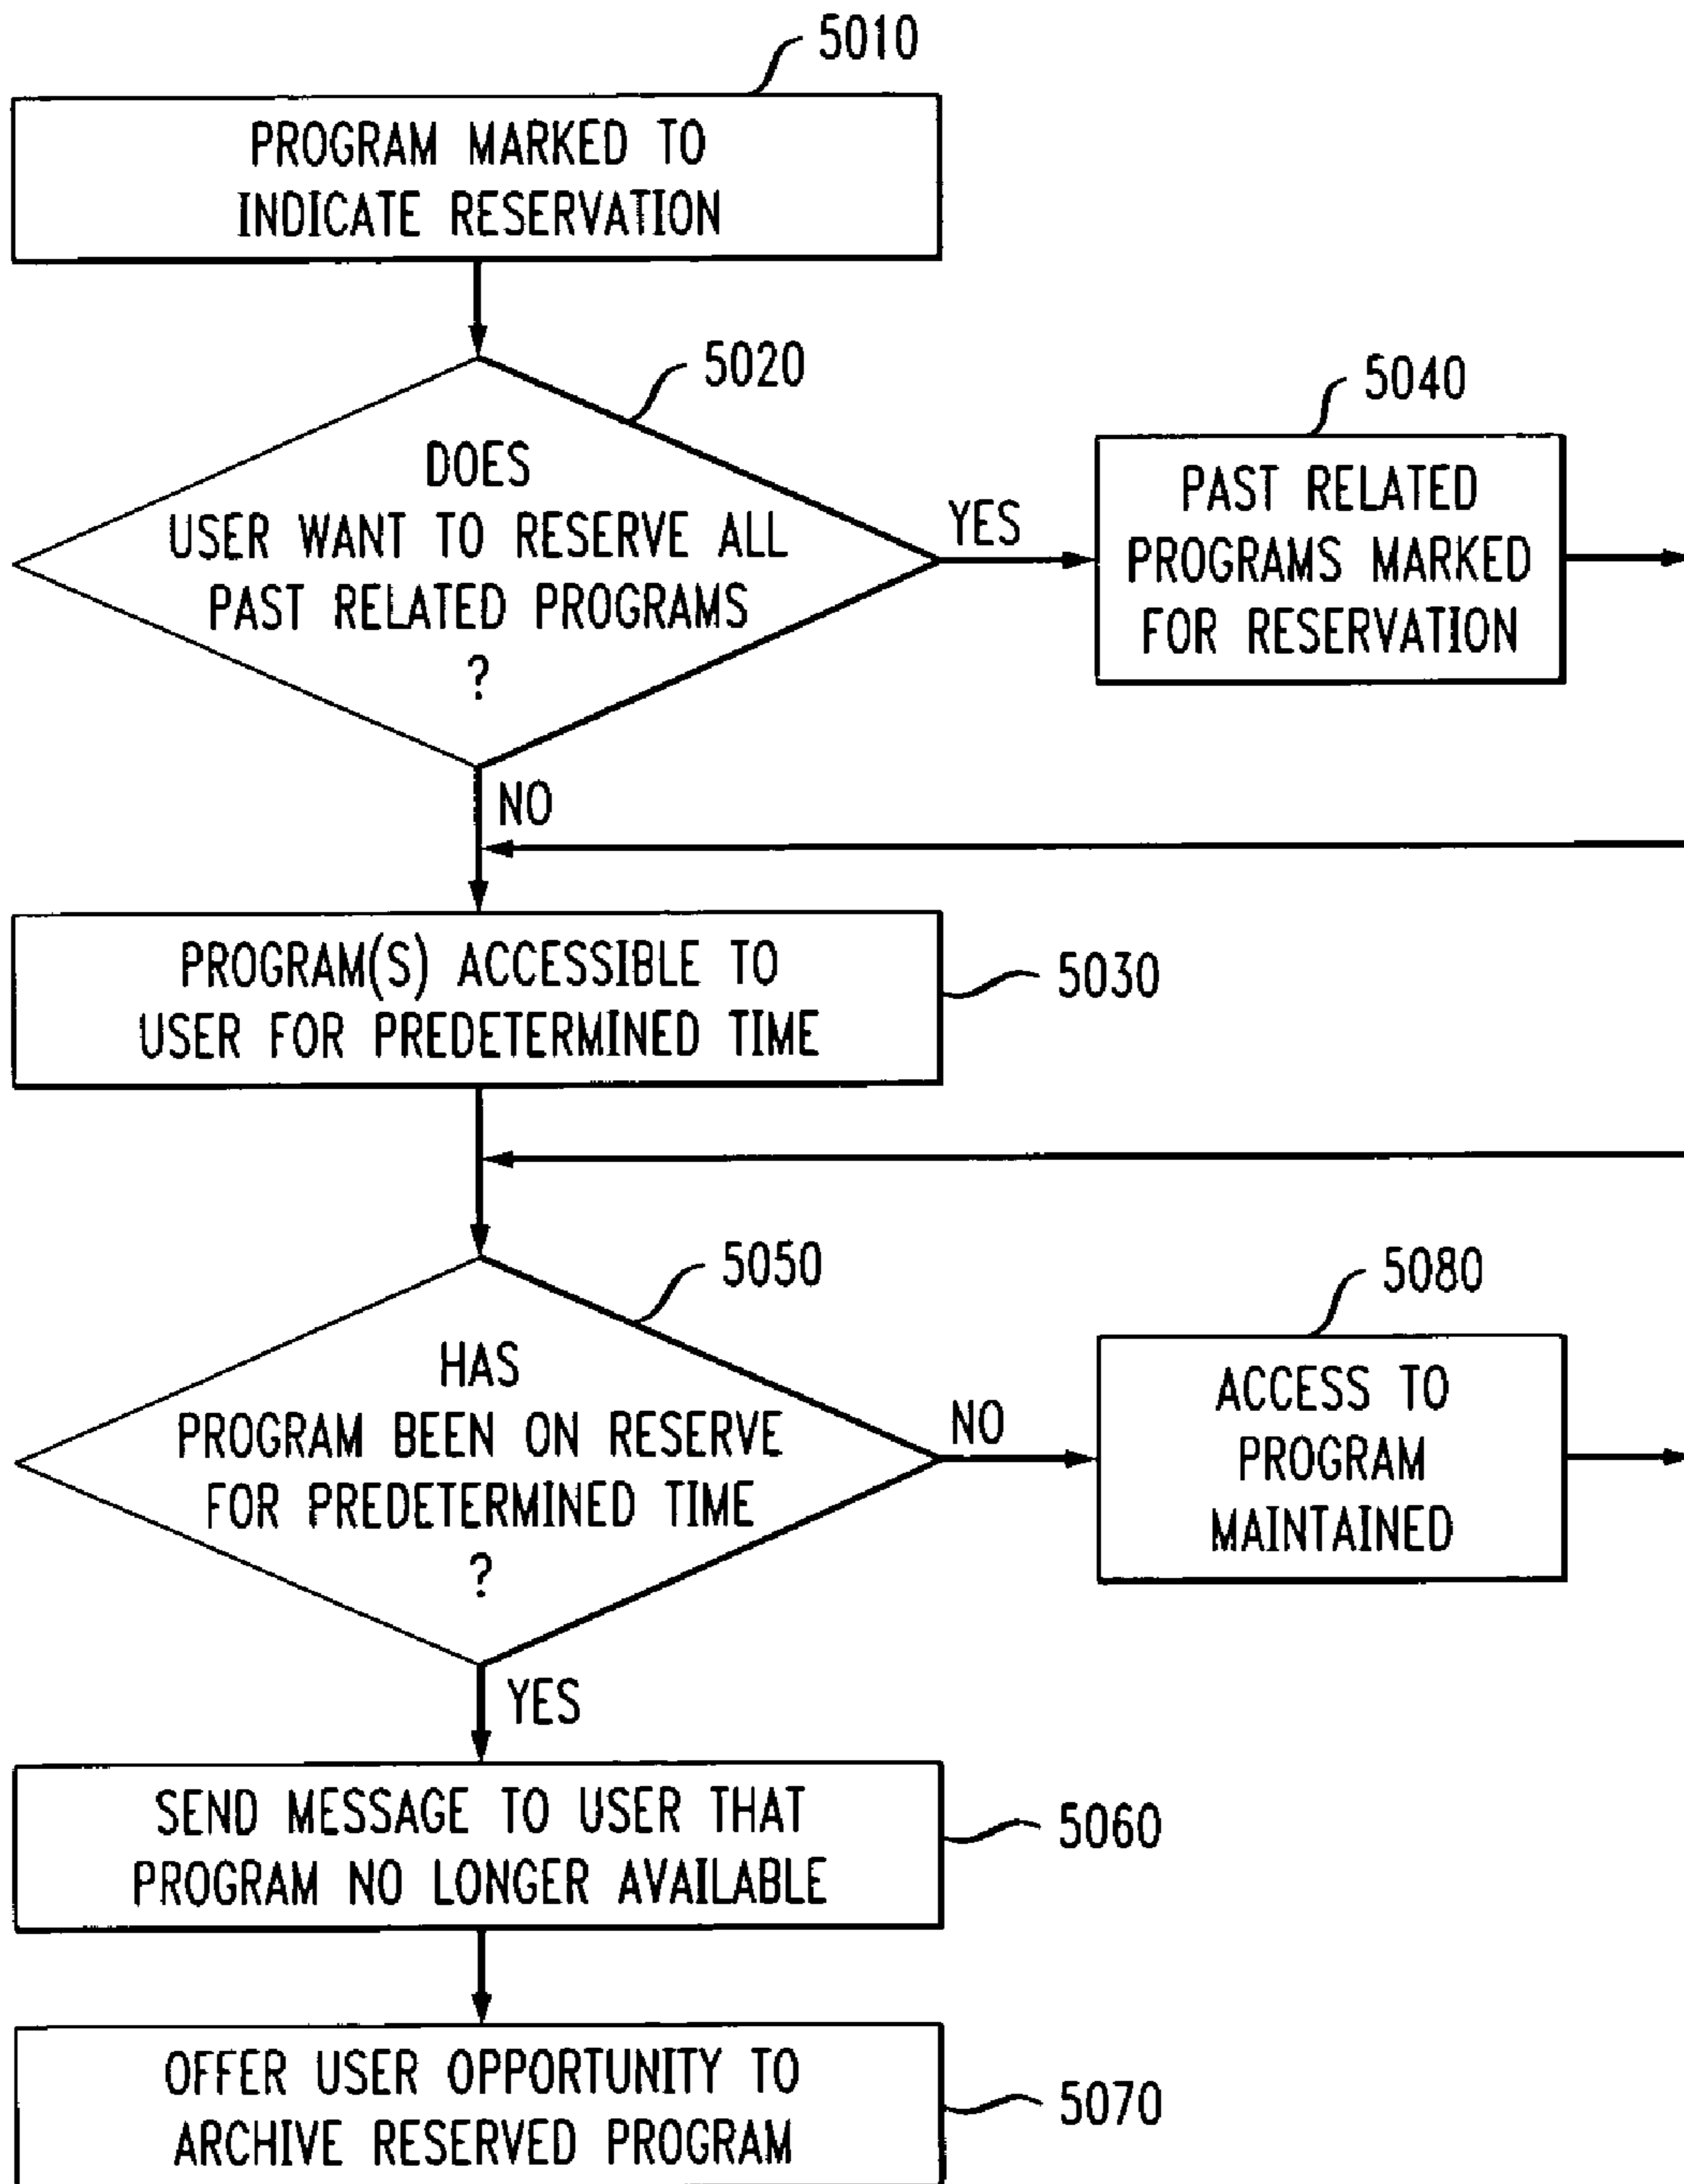 5010
PROGRAM MARKED TO
INDICATE RESERVATION
5020
DOES
USER WANT TO RESERVE ALL
PAST RELATED PROGRAMS
?
YES
5040
PAST RELATED
PROGRAMS MARKED
FOR RESERVATION
NO
PROGRAM(S) ACCESSIBLE TO
USER FOR PREDETERMINED TIME
5030
5050
HAS
PROGRAM BEEN ON RESERVE
FOR PREDETERMINED TIME
?
NO
5080
ACCESS TO
PROGRAM
MAINTAINED
YES
SEND MESSAGE TO USER THAT
PROGRAM NO LONGER AVAILABLE
5060
OFFER USER OPPORTUNITY TO
ARCHIVE RESERVED PROGRAM
5070